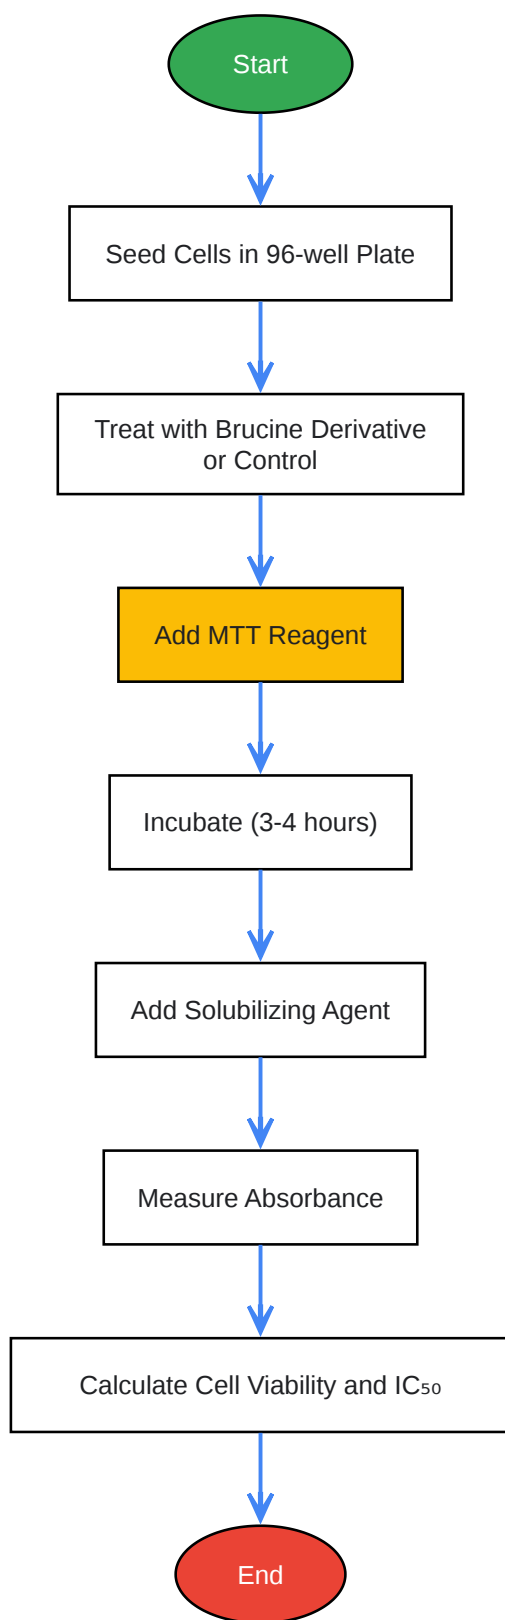 Start
Seed Cells in 96-well Plate
Treat with Brucine Derivative
or Control
Add MTT Reagent
Incubate (3-4 hours)
Add Solubilizing Agent
Measure Absorbance
Calculate Cell Viability and IC₅₀
End